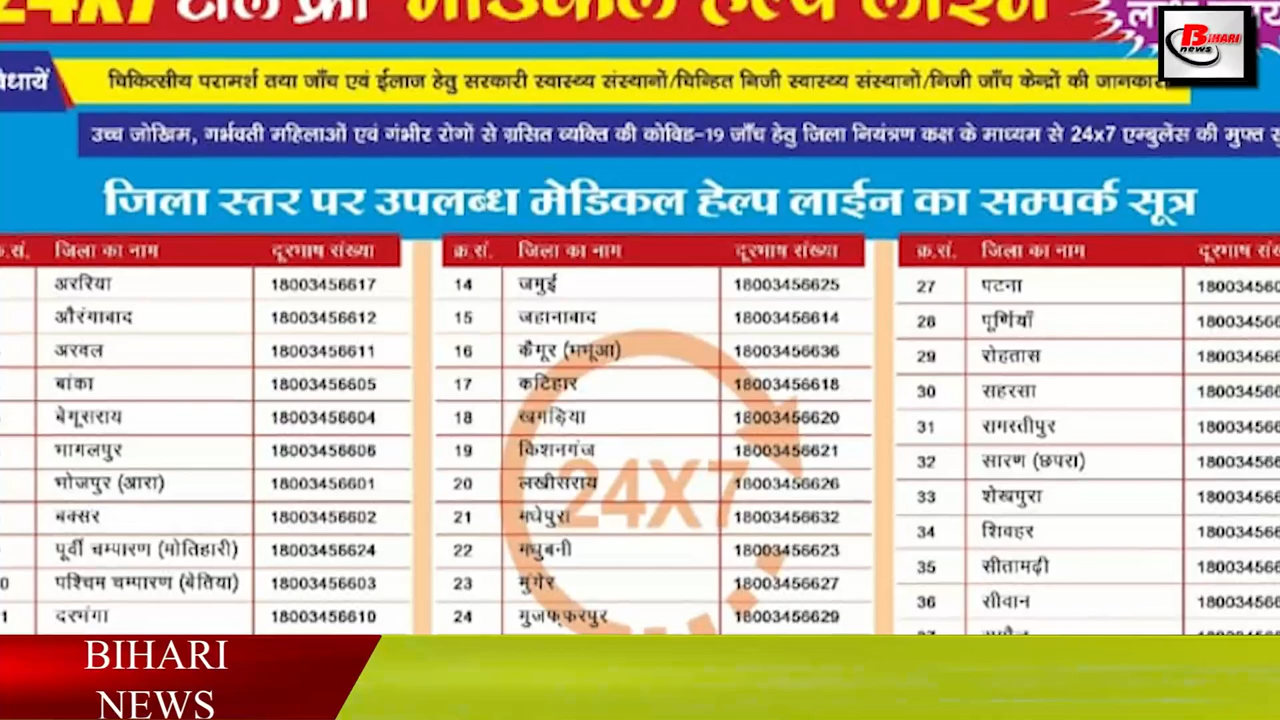 24x7 टोल फ्री मेडिकल हेल्प लाईन
BIHARI
news
चिकित्सीय परामर्श तथा जाँच एवं ईलाज हेतु सरकारी स्वास्थ्य संस्थानों/चिन्हित निजी स्वास्थ्य संस्थानों/निजी जाँच केन्द्रों की
उच्च जोखिम, गर्भवती महिलाओं एवं गंभीर रोगों से ग्रसित व्यक्ति की कोविड-19 जाँच हेतु जिला नियंत्रण कक्ष के माध्यम से 24x7 एम्बुलेंस की मुफ्त
जिला स्तर पर उपलब्ध मेडिकल हेल्प लाईन का सम्पर्क सूत्र
जिला का नाम दूरभाष संख्या
अररिया 18003456617
औरंगाबाद 18003456612
अरवल 18003456611
बांका 18003456605
बेगूसराय 18003456604
भागलपुर 18003456606
भोजपुर (आरा) 18003456601
बक्सर 18003456602
पूर्वी चम्पारण (मोतिहारी) 18003456624
पश्चिम चम्पारण (बेतिया) 18003456603
दरभंगा 18003456610
क्र.सं. जिला का नाम दूरभाष संख्या
14 जमुई 18003456625
15 जहानाबाद 18003456614
16 कैमूर (भभूआ) 18003456636
17 कटिहार 18003456618
18 खगड़िया 18003456620
19 किशनगंज 18003456621
20 लखीसराय 18003456626
21 मधेपुरा 18003456632
22 मधुबनी 18003456623
23 मुंगेर 18003456627
24 मुजफ्फरपुर 18003456629
24X7
क्र.सं. जिला का नाम दूरभाष
27 पटना
28 पूर्णियाँ
29 रोहतास
30 सहरसा
31 समस्तीपुर
32 सारण (छपरा)
33 शेखपुरा
34 शिवहर
35 सीतामढ़ी
36 सीवान
BIHARI
NEWS